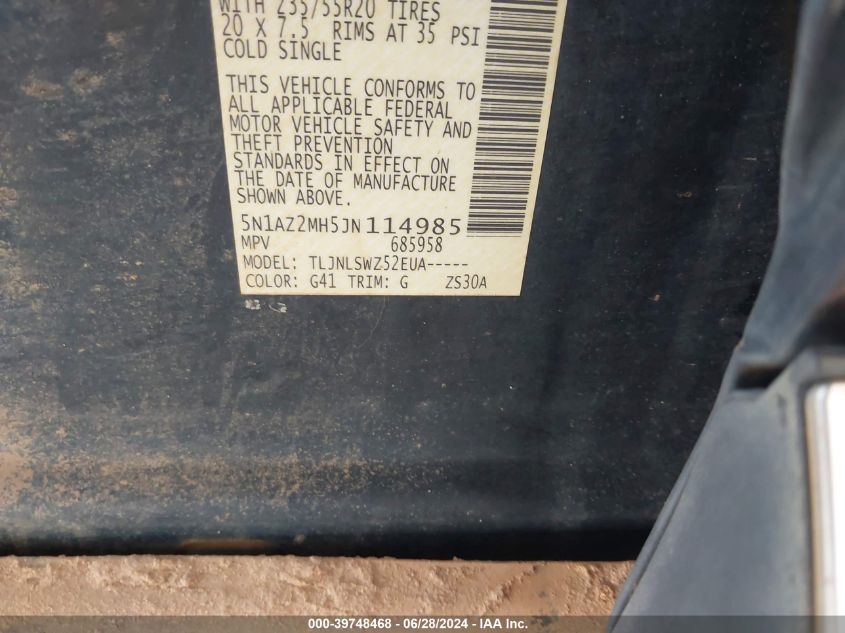 WITH 235/55R20 TIRES
20 X 7.5 RIMS AT 35 PSI
COLD SINGLE
THIS VEHICLE CONFORMS TO
ALL APPLICABLE FEDERAL
MOTOR VEHICLE SAFETY AND
THEFT PREVENTION
STANDARDS IN EFFECT ON
THE DATE OF MANUFACTURE
SHOWN ABOVE.
5N1AZ2MH5JN114985
MPV 685958
MODEL: TLJNLSWZ52EUA-----
COLOR: G41 TRIM: G ZS30A
000-39748468 - 06/28/2024 - IAA Inc.